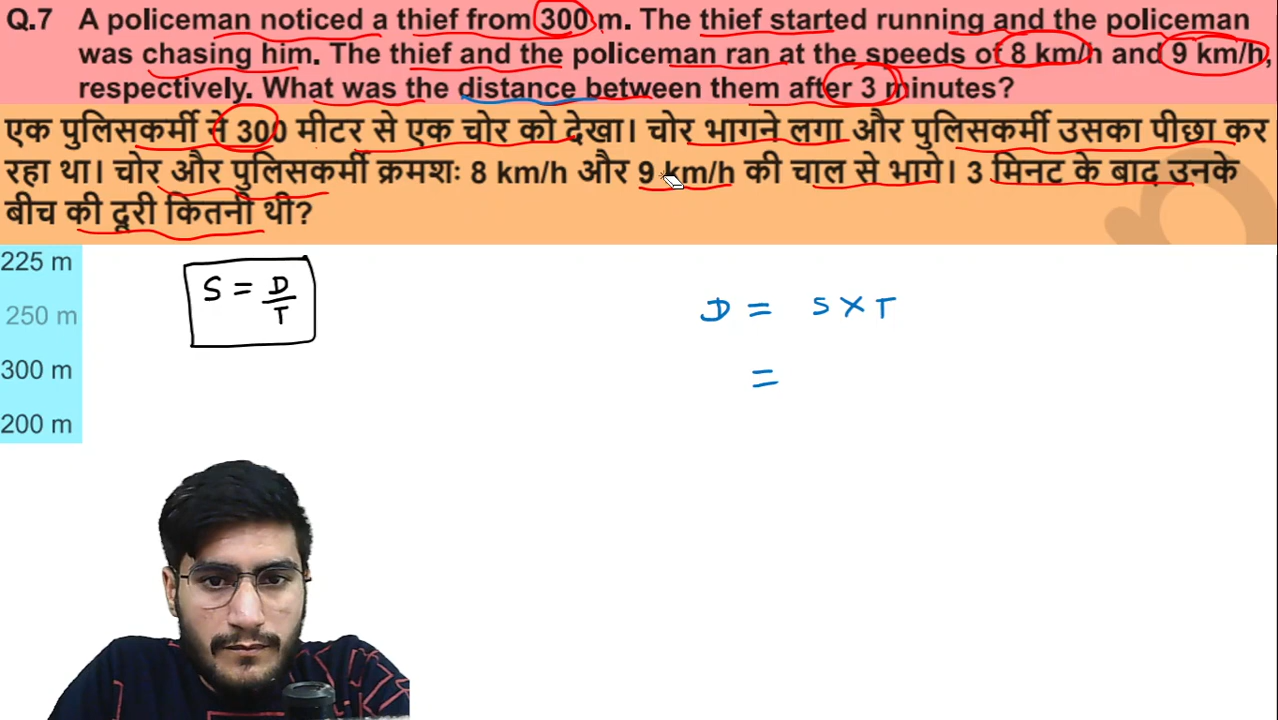 Q.7 A policeman noticed a thief from 300 m. The thief started running and the policeman
was chasing him. The thief and the policeman ran at the speeds of 8 km/h and 9 km/h,
respectively. What was the distance between them after 3 minutes?
एक पुलिसकर्मी ने 300 मीटर से एक चोर को देखा। चोर भागने लगा और पुलिसकर्मी उसका पीछा कर
रहा था। चोर और पुलिसकर्मी क्रमशः 8 km/h और 9 km/h की चाल से भागे। 3 मिनट के बाद उनके
बीच की दूरी कितनी थी?
225 m
250 m
300 m
200 m
S = D/T
D = S × T
=